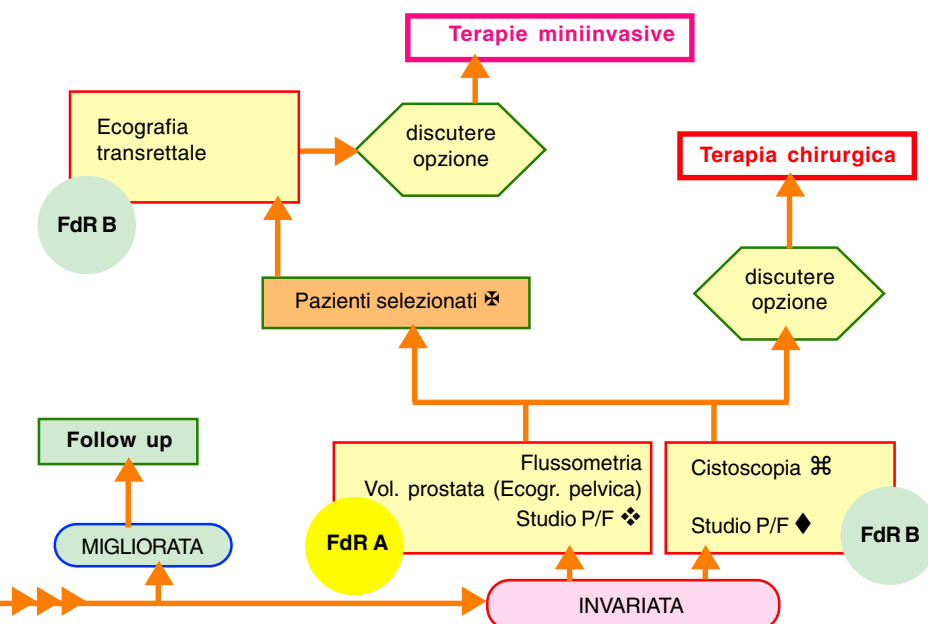 Terapie miniinvasive
Ecografia
transrettale
FdR B
discutere
opzione
Terapia chirurgica
Pazienti selezionati ✠
discutere
opzione
Follow up
MIGLIORATA
Flussometria
Vol. prostata (Ecogr. pelvica)
Studio P/F ❖
FdR A
Cistoscopia ⌘
Studio P/F ♦
FdR B
INVARIATA